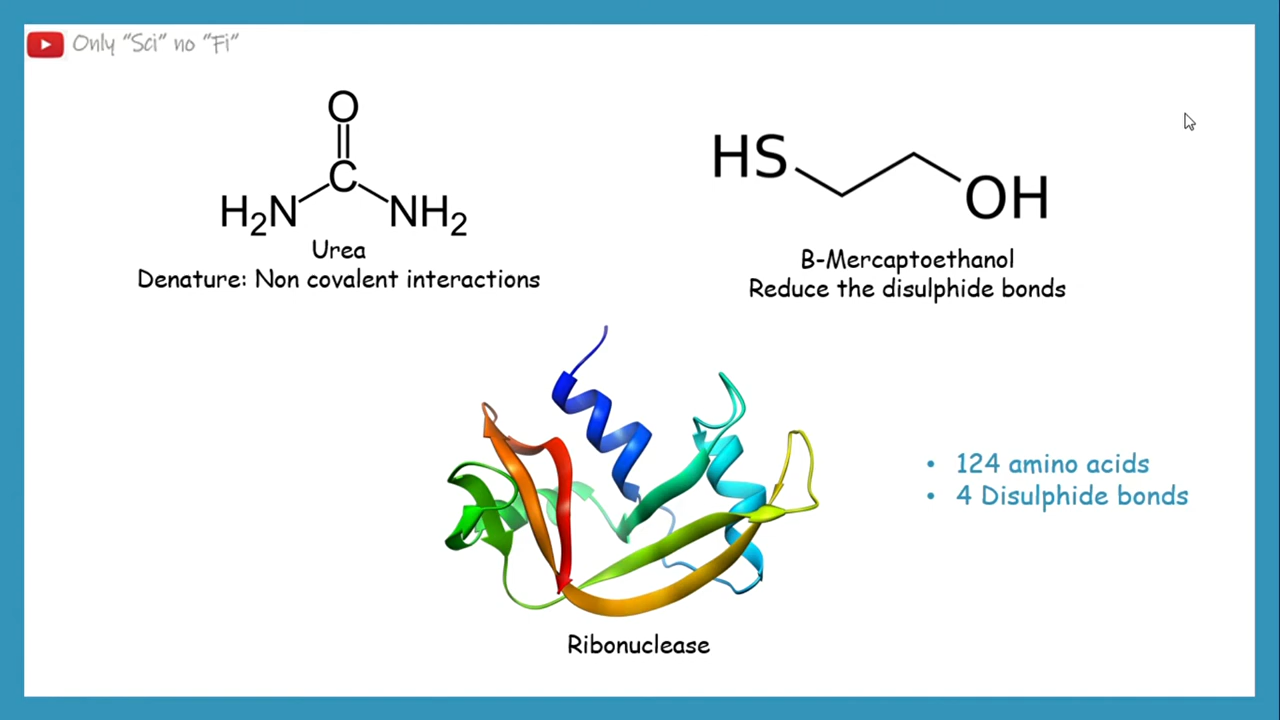 Only "Sci" no "Fi"
O
C
H₂N NH₂
Urea
Denature: Non covalent interactions
HS
OH
B-Mercaptoethanol
Reduce the disulphide bonds
• 124 amino acids
• 4 Disulphide bonds
Ribonuclease